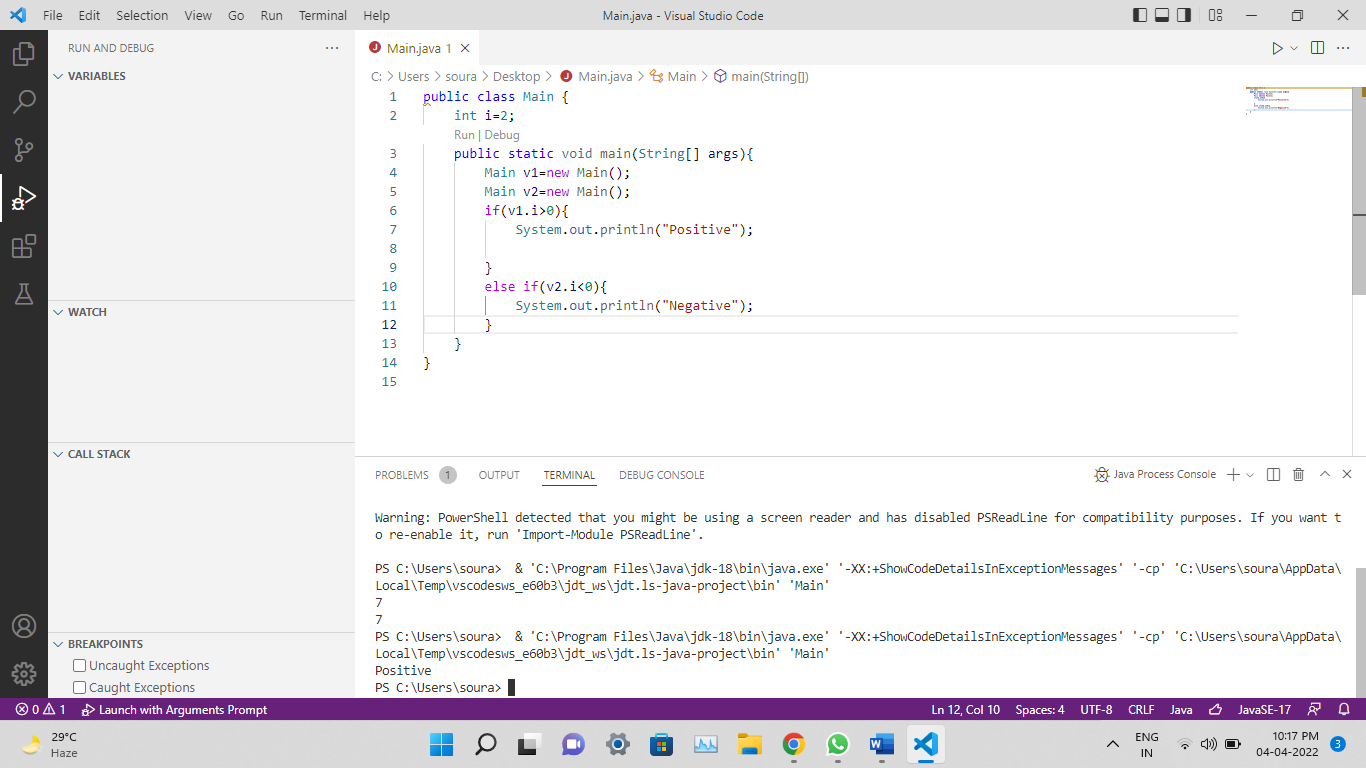 File Edit Selection View Go Run Terminal Help
Main.java - Visual Studio Code
RUN AND DEBUG
VARIABLES
WATCH
CALL STACK
BREAKPOINTS
Uncaught Exceptions
Caught Exceptions
J Main.java 1
C: > Users > soura > Desktop > J Main.java > Main > main(String[])
1 public class Main {
2 int i=2;
Run | Debug
3 public static void main(String[] args){
4 Main v1=new Main();
5 Main v2=new Main();
6 if(v1.i>0){
7 System.out.println("Positive");
8
9 }
10 else if(v2.i<0){
11 System.out.println("Negative");
12 }
13 }
14 }
15
PROBLEMS 1 OUTPUT TERMINAL DEBUG CONSOLE
Java Process Console
Warning: PowerShell detected that you might be using a screen reader and has disabled PSReadLine for compatibility purposes. If you want t
o re-enable it, run 'Import-Module PSReadLine'.
PS C:\Users\soura> & 'C:\Program Files\Java\jdk-18\bin\java.exe' '-XX:+ShowCodeDetailsInExceptionMessages' '-cp' 'C:\Users\soura\AppData\
Local\Temp\vscodesws_e60b3\jdt_ws\jdt.ls-java-project\bin' 'Main'
7
7
PS C:\Users\soura> & 'C:\Program Files\Java\jdk-18\bin\java.exe' '-XX:+ShowCodeDetailsInExceptionMessages' '-cp' 'C:\Users\soura\AppData\
Local\Temp\vscodesws_e60b3\jdt_ws\jdt.ls-java-project\bin' 'Main'
Positive
PS C:\Users\soura>
0 1 Launch with Arguments Prompt
Ln 12, Col 10 Spaces: 4 UTF-8 CRLF Java JavaSE-17
29°C
Haze
ENG
IN
10:17 PM
04-04-2022
3